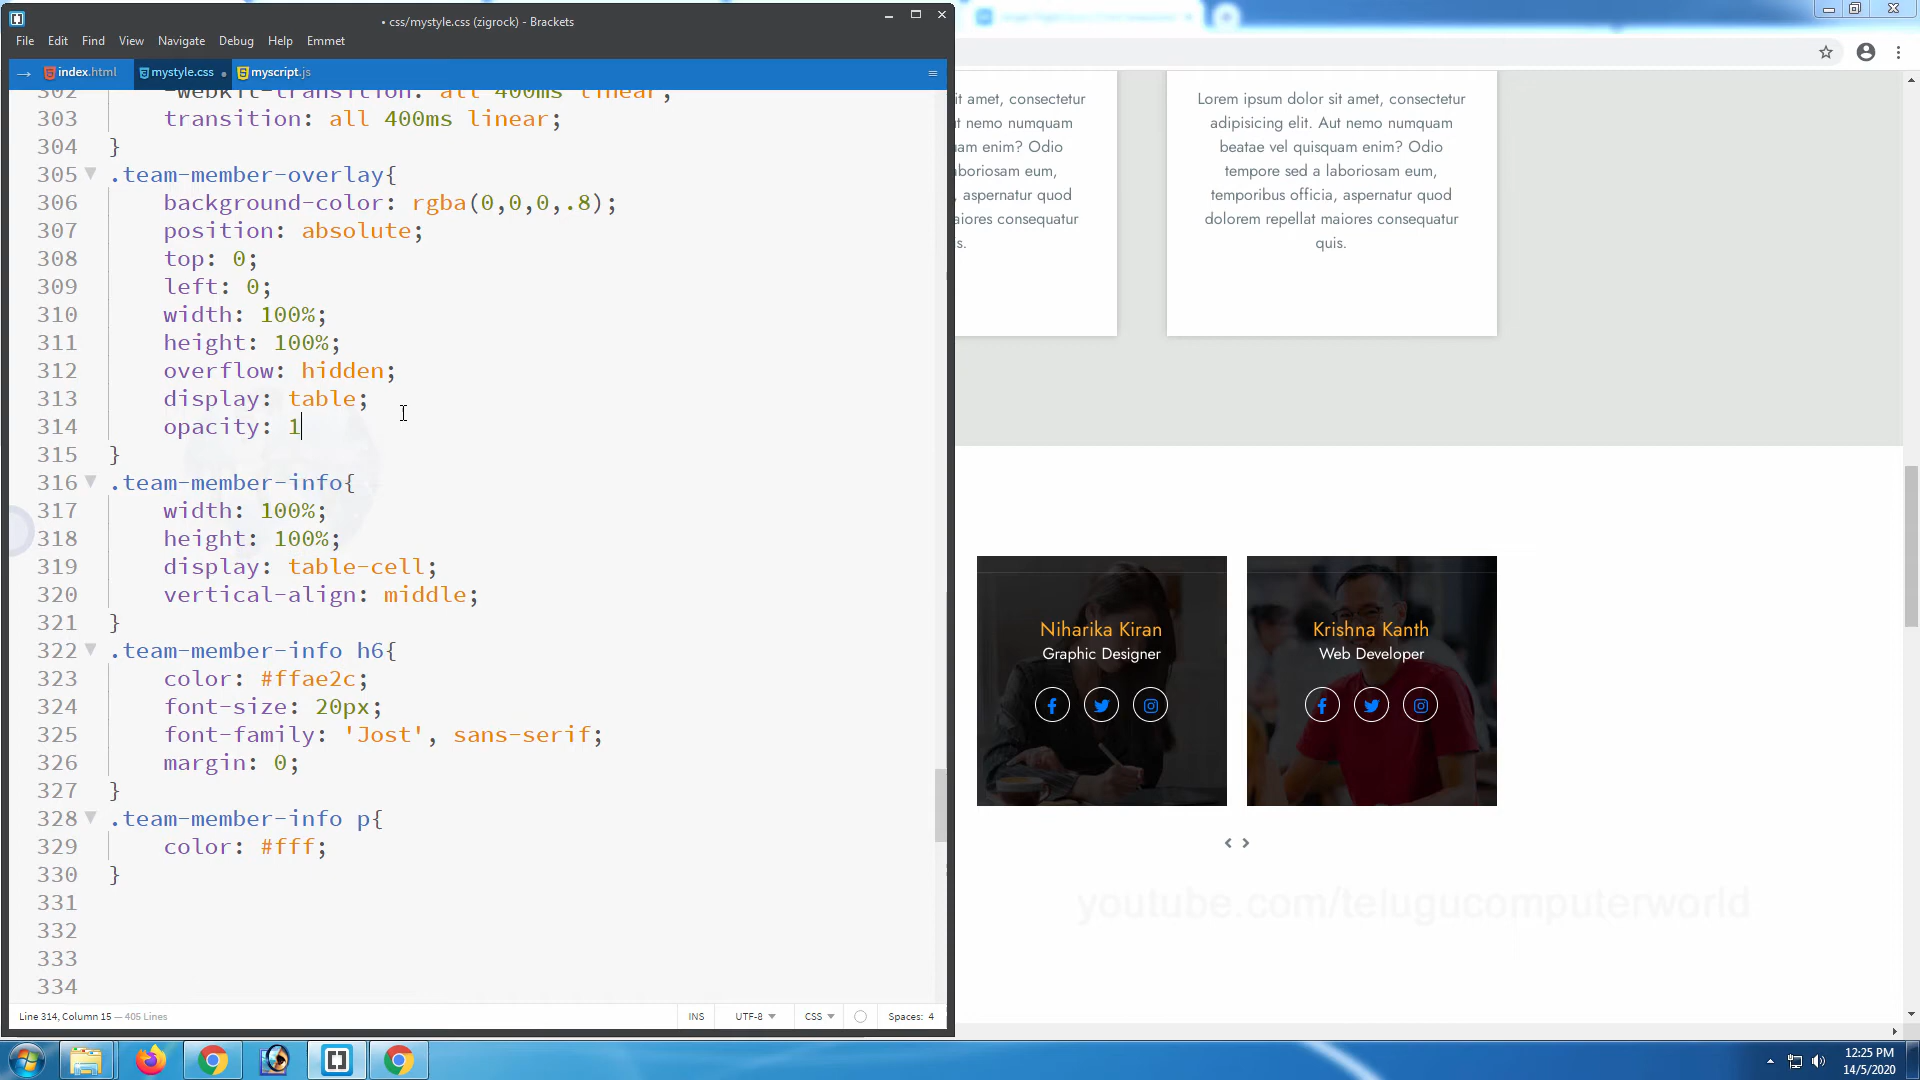 • css/mystyle.css (zigrock) - Brackets
File Edit Find View Navigate Debug Help Emmet
index.html mystyle.css myscript.js
302 -webkit-transition: all 400ms linear;
303 transition: all 400ms linear;
304 }
305 .team-member-overlay{
306 background-color: rgba(0,0,0,.8);
307 position: absolute;
308 top: 0;
309 left: 0;
310 width: 100%;
311 height: 100%;
312 overflow: hidden;
313 display: table;
314 opacity: 1
315 }
316 .team-member-info{
317 width: 100%;
318 height: 100%;
319 display: table-cell;
320 vertical-align: middle;
321 }
322 .team-member-info h6{
323 color: #ffae2c;
324 font-size: 20px;
325 font-family: 'Jost', sans-serif;
326 margin: 0;
327 }
328 .team-member-info p{
329 color: #fff;
330 }
331
332
333
334
Line 314, Column 15 — 405 Lines
INS UTF-8 CSS Spaces: 4
it amet, consectetur
ut nemo numquam
uam enim? Odio
laboriosam eum,
, aspernatur quod
aiores consequatur
is.
Lorem ipsum dolor sit amet, consectetur
adipisicing elit. Aut nemo numquam
beatae vel quisquam enim? Odio
tempore sed a laboriosam eum,
temporibus officia, aspernatur quod
dolorem repellat maiores consequatur
quis.
Niharika Kiran
Graphic Designer
Krishna Kanth
Web Developer
youtube.com/telugucomputerworld
12:25 PM
14/5/2020